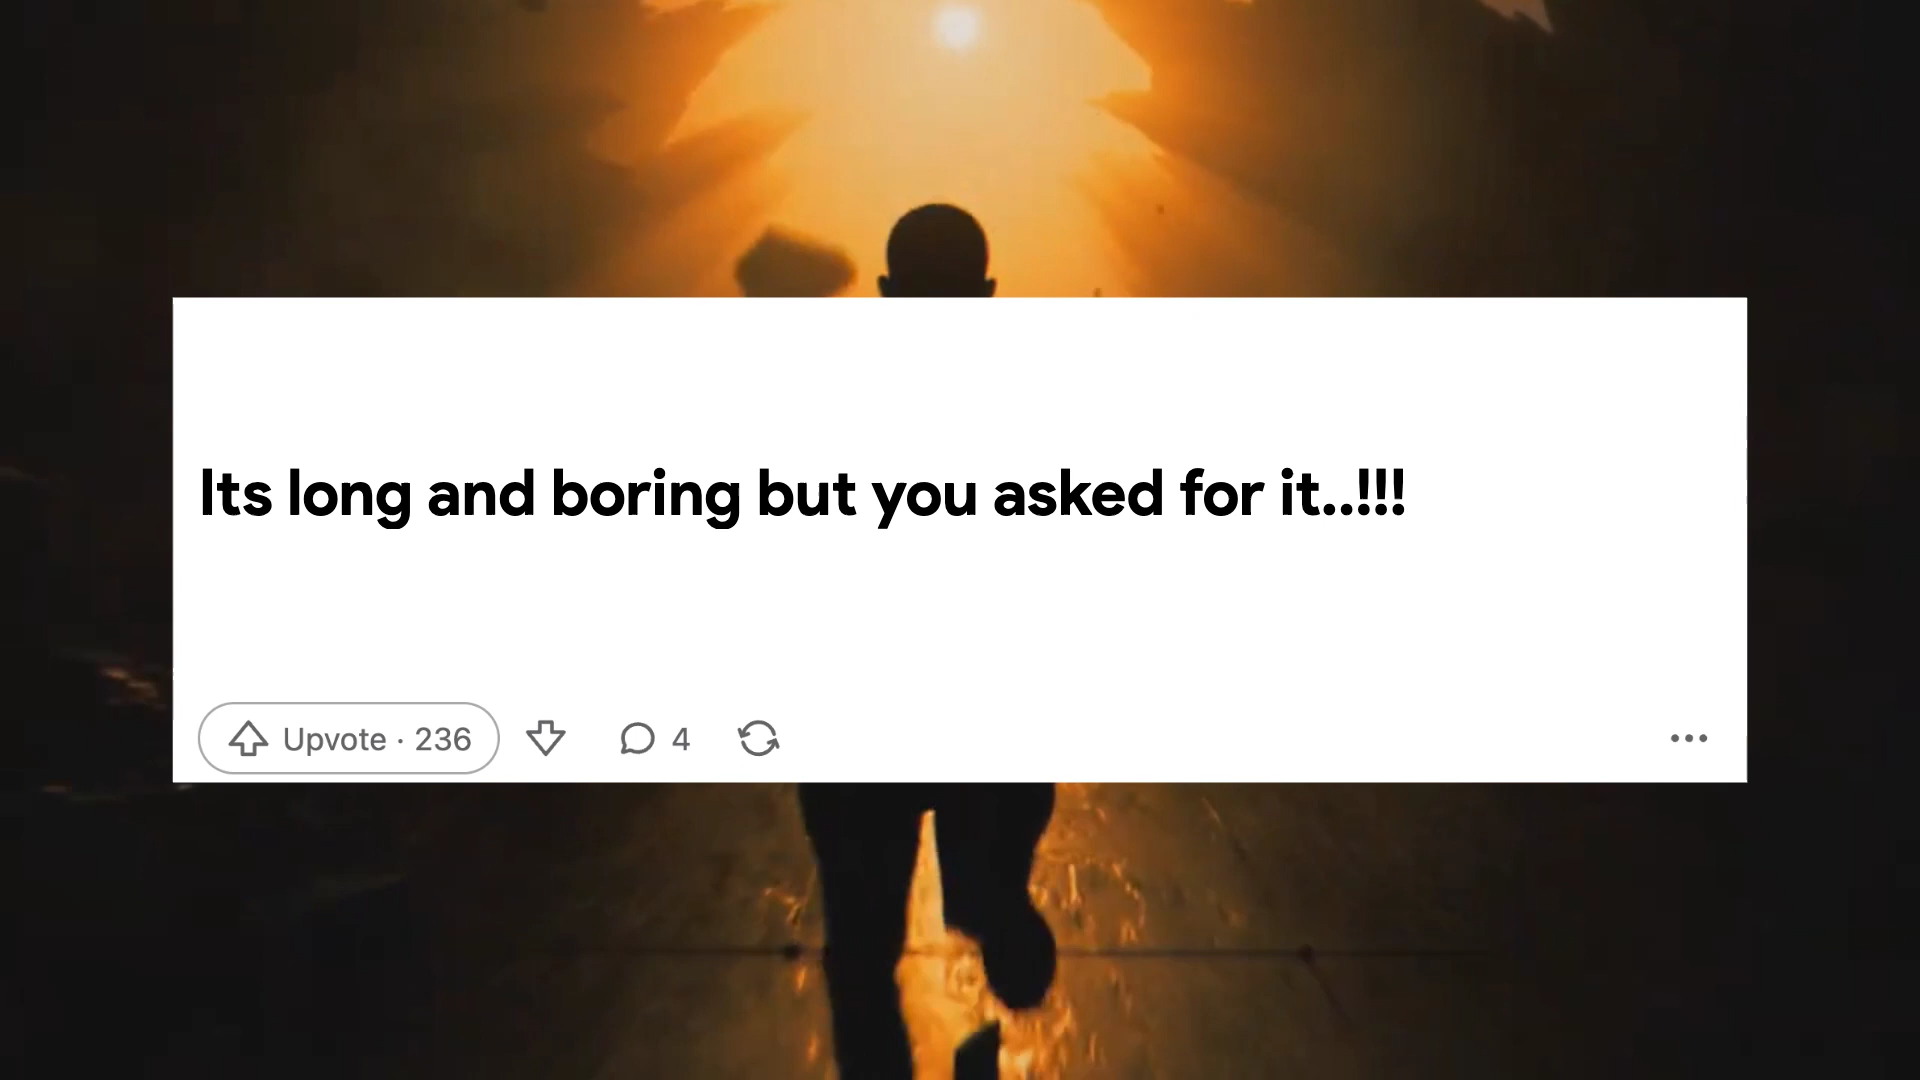 Its long and boring but you asked for it..!!!
Upvote · 236 4